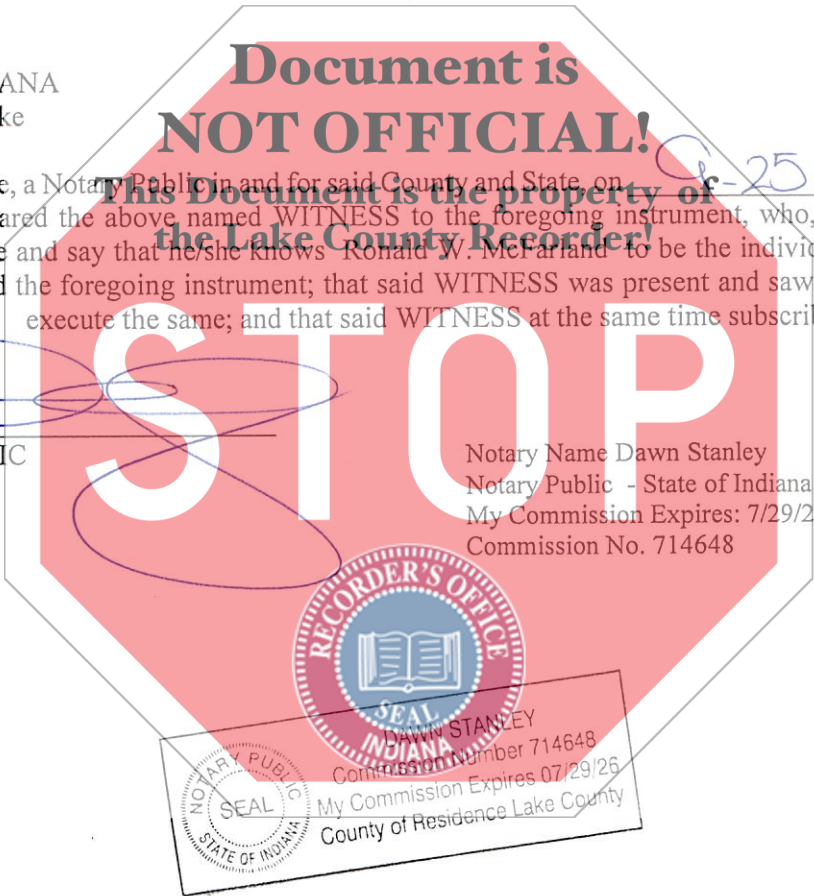 Document is
NOT OFFICIAL!
This Document is the property of
the Lake County Recorder!
STOP
ANA
ke
e, a Notary Public in and for said County and State, on -25
ared the above named WITNESS to the foregoing instrument, who,
e and say that he/she knows Ronald W. McFarland to be the individ
d the foregoing instrument; that said WITNESS was present and saw
execute the same; and that said WITNESS at the same time subscrib
IC
Notary Name Dawn Stanley
Notary Public - State of Indiana
My Commission Expires: 7/29/2
Commission No. 714648
RECORDER'S OFFICE
SEAL
INDIANA
NOTARY PUBLIC
SEAL
STATE OF INDIANA
DAWN STANLEY
Commission Number 714648
My Commission Expires 07/29/26
County of Residence Lake County